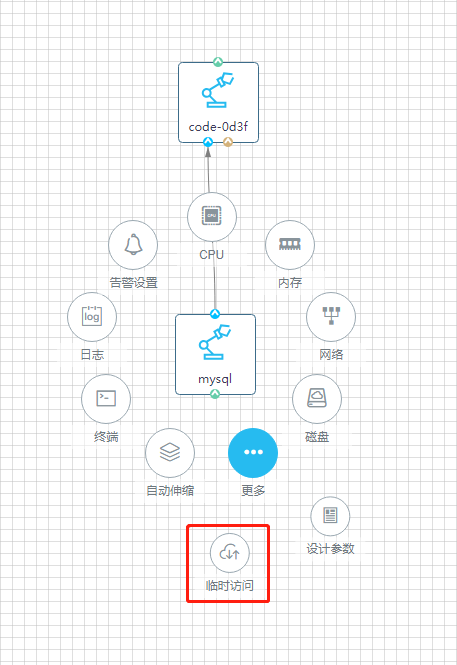 code-0d3f
CPU
告警设置
内存
log
日志
网络
mysql
终端
磁盘
自动伸缩
更多
设计参数
临时访问